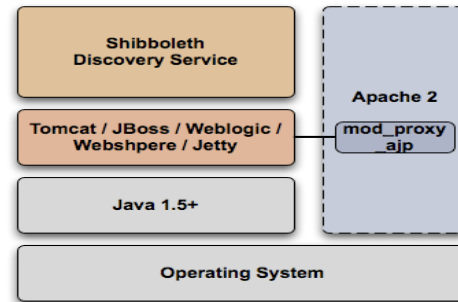 Shibboleth
Discovery Service
Apache 2
Tomcat / JBoss / Weblogic /
Webshpere / Jetty
mod_proxy
_ajp
Java 1.5+
Operating System